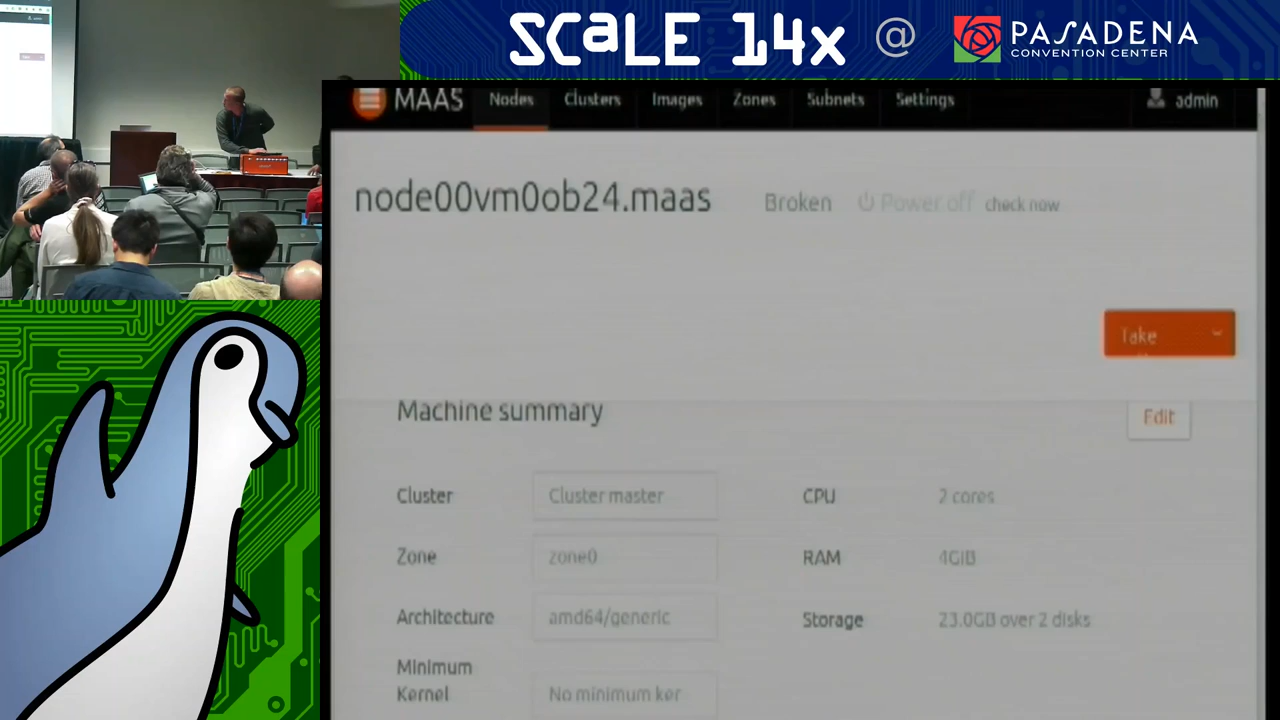 SCaLE 14x @ PASADENA
CONVENTION CENTER
MAAS Nodes Clusters Images Zones Subnets Settings admin
node00vm0ob24.maas Broken Power off check now
Take
Machine summary Edit
Cluster Cluster master CPU 2 cores
Zone zone0 RAM 4GiB
Architecture amd64/generic Storage 23.0GB over 2 disks
Minimum
Kernel No minimum ker